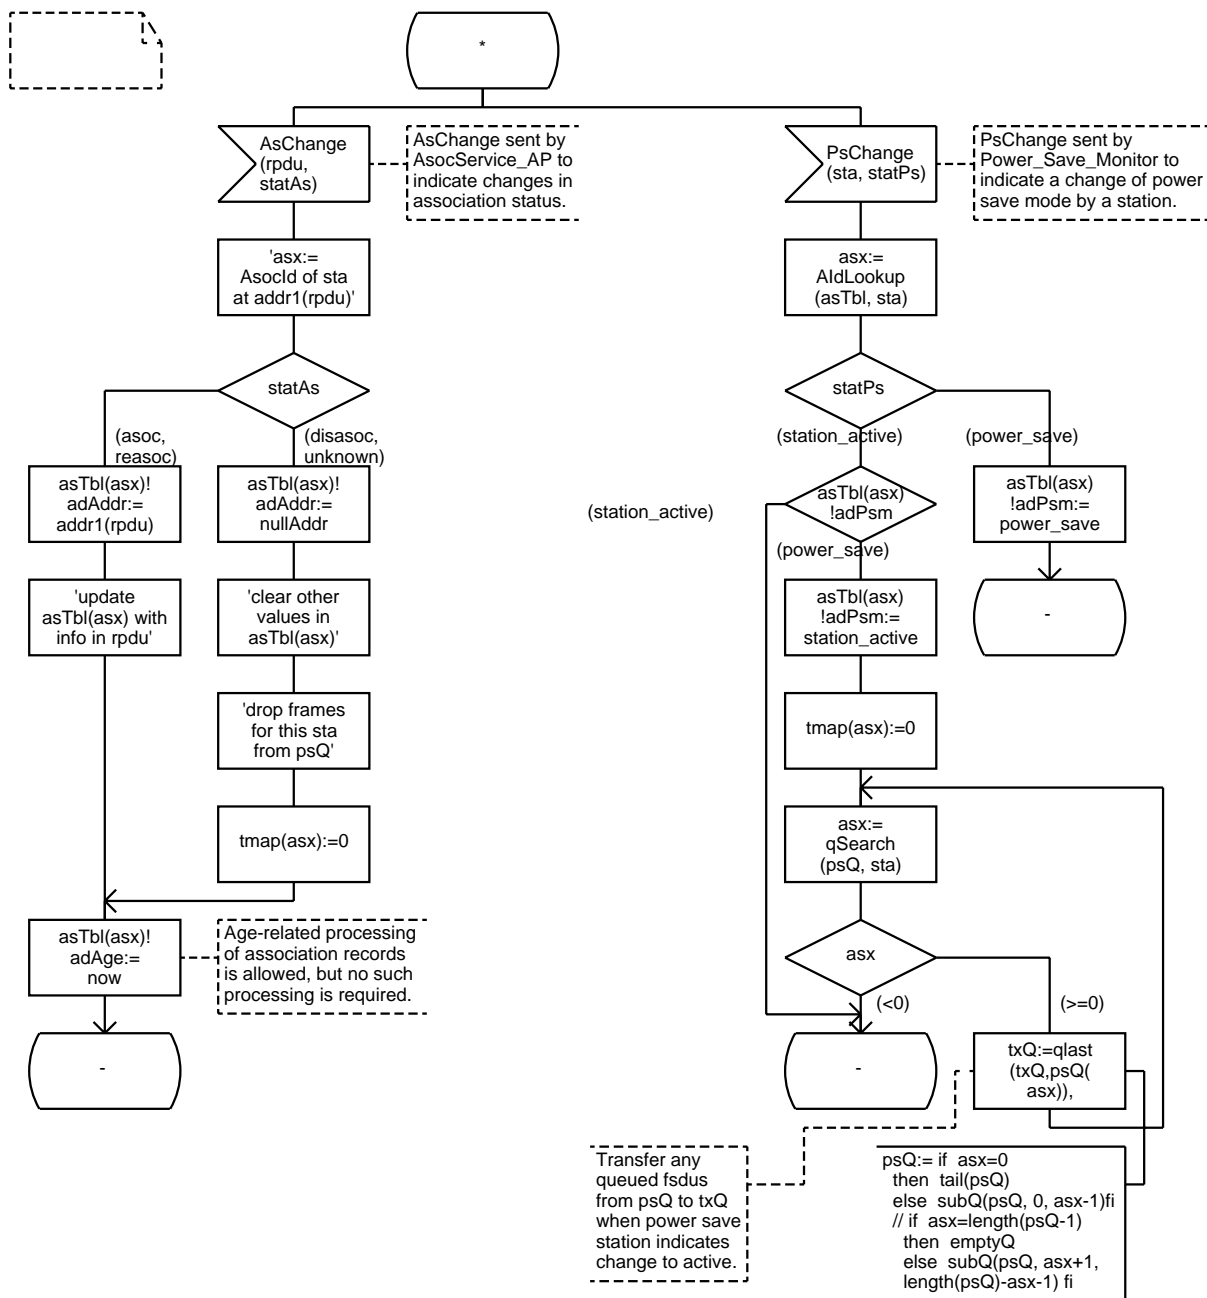 *
AsChange
(rpdu,
statAs)
AsChange sent by
AsocService_AP to
indicate changes in
association status.
PsChange
(sta, statPs)
PsChange sent by
Power_Save_Monitor to
indicate a change of power
save mode by a station.
'asx:=
AsocId of sta
at addr1(rpdu)'
asx:=
AIdLookup
(asTbl, sta)
statAs
statPs
(asoc,
reasoc)
(disasoc,
unknown)
(station_active)
(power_save)
asTbl(asx)!
adAddr:=
addr1(rpdu)
asTbl(asx)!
adAddr:=
nullAddr
(station_active)
asTbl(asx)
!adPsm
asTbl(asx)
!adPsm:=
power_save
(power_save)
'update
asTbl(asx) with
info in rpdu'
'clear other
values in
asTbl(asx)'
asTbl(asx)
!adPsm:=
station_active
-
'drop frames
for this sta
from psQ'
tmap(asx):=0
tmap(asx):=0
asx:=
qSearch
(psQ, sta)
asTbl(asx)!
adAge:=
now
Age-related processing
of association records
is allowed, but no such
processing is required.
asx
(<0)
(>=0)
-
-
txQ:=qlast
(txQ,psQ(
asx)),
Transfer any
queued fsdus
from psQ to txQ
when power save
station indicates
change to active.
psQ:= if asx=0
then tail(psQ)
else subQ(psQ, 0, asx-1)fi
// if asx=length(psQ-1)
then emptyQ
else subQ(psQ, asx+1,
length(psQ)-asx-1) fi